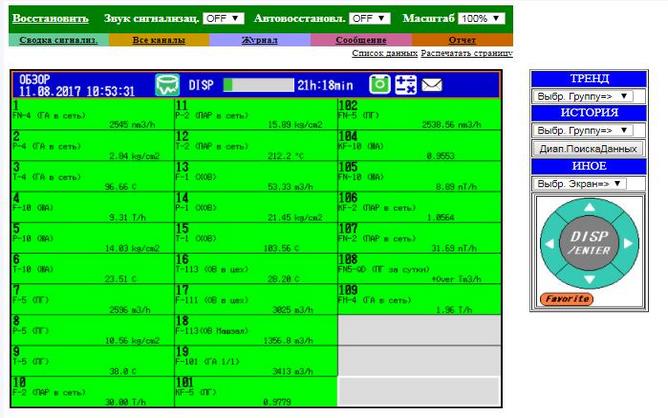 Восстановить Звук сигнализац. OFF Автовосстановл. OFF Масштаб 100%
Сводка сигнализ. Все каналы Журнал Сообщение Отчет
Список данных Распечатать страницу
ОБЗОР
11.08.2017 10:53:31 DISP 21h:18min
1
FN-4 (ГА в сеть)
2545 nm3/h
2
P-4 (ГА в сеть)
2.84 kg/cm2
3
T-4 (ГА в сеть)
96.66 C
4
F-10 (WA)
9.31 T/h
5
P-10 (WA)
14.03 kg/cm2
6
T-10 (WA)
23.51 C
7
F-5 (ПГ)
2596 m3/h
8
P-5 (ПГ)
10.56 kg/cm2
9
T-5 (ПГ)
38.0 C
10
F-2 (ПАР в сеть)
30.00 T/h
11
P-2 (ПАР в сеть)
15.89 kg/cm2
12
T-2 (ПАР в сеть)
212.2 °C
13
F-1 (ХОВ)
53.33 m3/h
14
P-1 (ХОВ)
21.45 kg/cm2
15
T-1 (ХОВ)
103.56 C
16
T-113 (ОВ в цех)
28.20 C
17
F-111 (ОВ в цех)
3025 m3/h
18
F-113(ОВ Машзал)
1356.8 m3/h
19
F-101 (ГА 1/1)
3413 m3/h
101
KF-5 (ПГ)
0.9779
102
FN-5 (ПГ)
2538.56 nm3/h
104
KF-10 (WA)
0.9553
105
FN-10 (WA)
8.89 nT/h
106
KF-2 (ПАР в сеть)
1.0564
107
FN-2 (ПАР в сеть)
31.69 nT/h
108
FN5-QD (ПГ за сутки)
+Over Tm3/h
109
FM-4 (ГА в сеть)
1.96 T/h
ТРЕНД
Выбр. Группу=>
ИСТОРИЯ
Выбр. Группу=>
Диап.ПоискаДанных
ИНОЕ
Выбр. Экран=>
DISP
/ENTER
Favorite